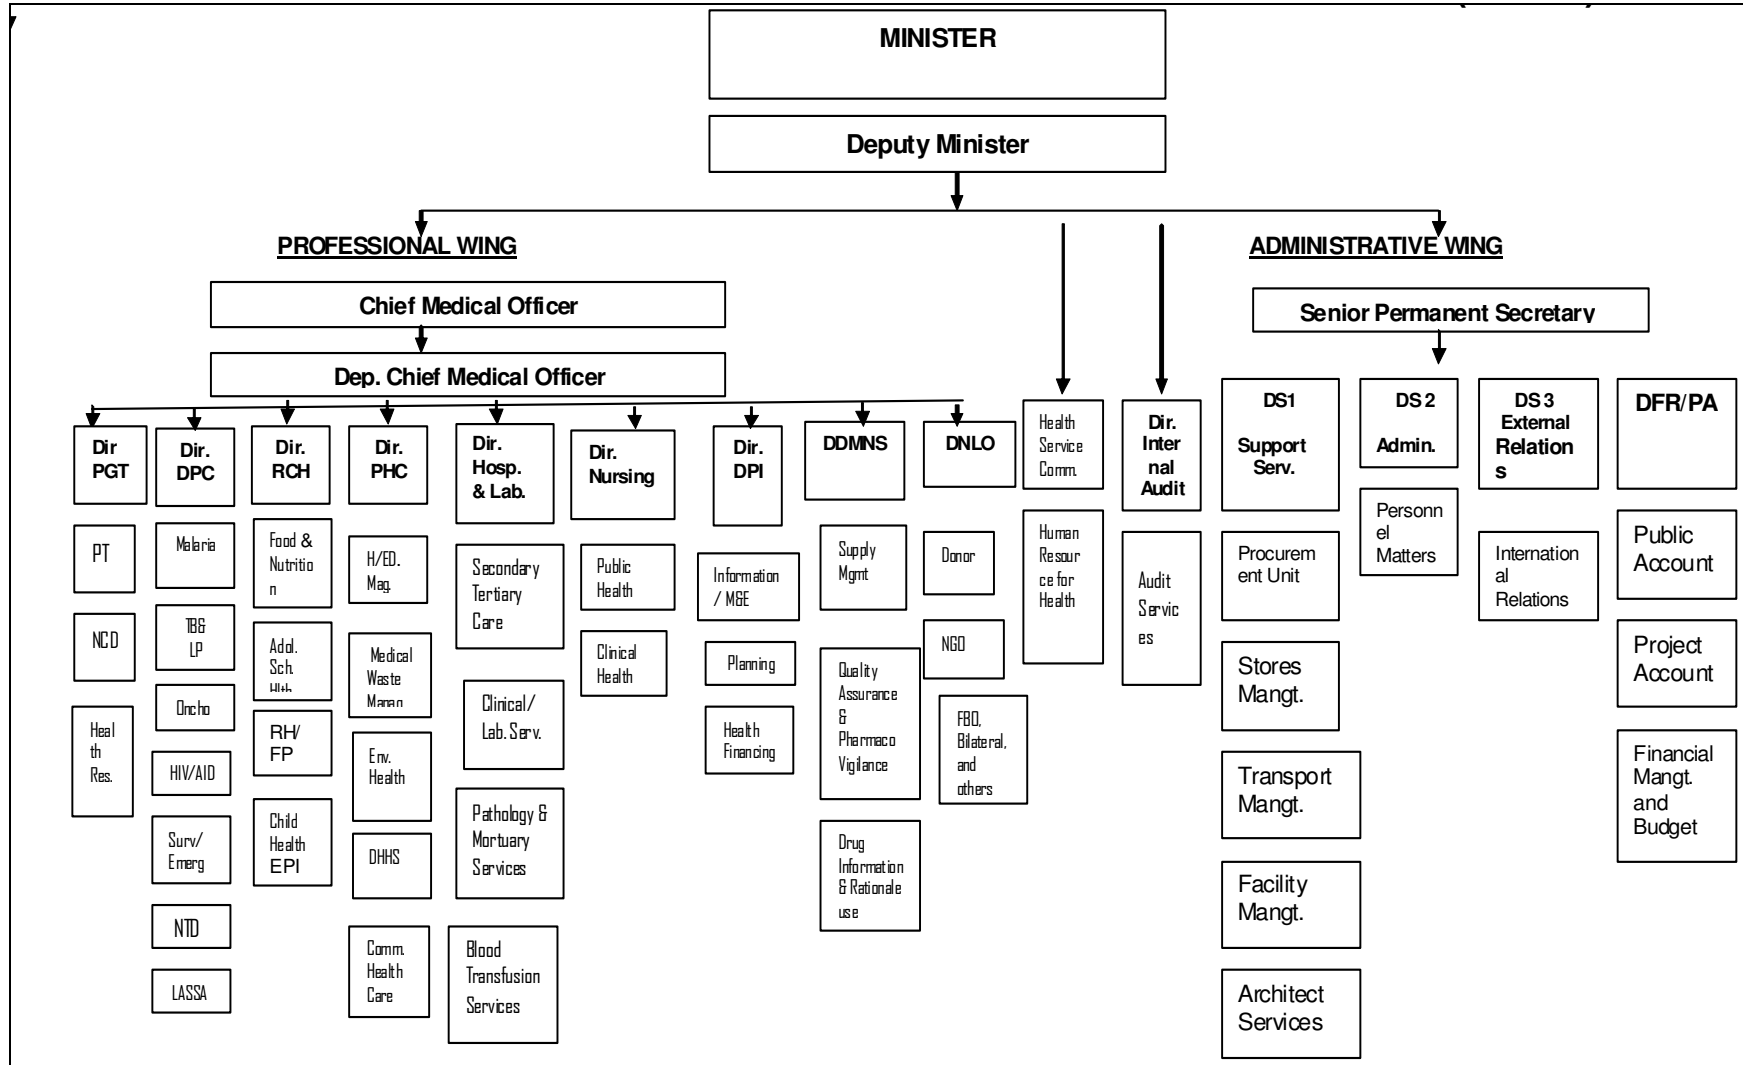 MINISTER
Deputy Minister
PROFESSIONAL WING
ADMINISTRATIVE WING
Chief Medical Officer
Senior Permanent Secretary
Dep. Chief Medical Officer
Dir
PGT
Dir.
DPC
Dir.
RCH
Dir.
PHC
Dir.
Hosp.
& Lab.
Dir.
Nursing
Dir.
DPI
DDMNS
DNLO
Health
Service
Comm.
Dir.
Inter
nal
Audit
DS1
Support
Serv.
DS 2
Admin.
DS 3
External
Relation
s
DFR/PA
PT
NCD
Heal
th
Res.
Malaria
TB&
LP
Oncho
HIV/AID
Surv/
Emerg
NTD
LASSA
Food &
Nutritio
n
Adol.
Sch.
Hlth
RH/
FP
Child
Health
EPI
H/ED.
Mag.
Medical
Waste
Manag
Env.
Health
DHHS
Comm.
Health
Care
Secondary
Tertiary
Care
Clinical/
Lab. Serv.
Pathology &
Mortuary
Services
Blood
Transfusion
Services
Public
Health
Clinical
Health
Information
/ M&E
Planning
Health
Financing
Supply
Mgmt
Quality
Assurance
&
Pharmaco
Vigilance
Drug
Information
& Rationale
use
Donor
NGO
FBO,
Bilateral,
and
others
Human
Resour
ce for
Health
Audit
Servic
es
Procurem
ent Unit
Stores
Mangt.
Transport
Mangt.
Facility
Mangt.
Architect
Services
Personn
el
Matters
Internation
al
Relations
Public
Account
Project
Account
Financial
Mangt.
and
Budget